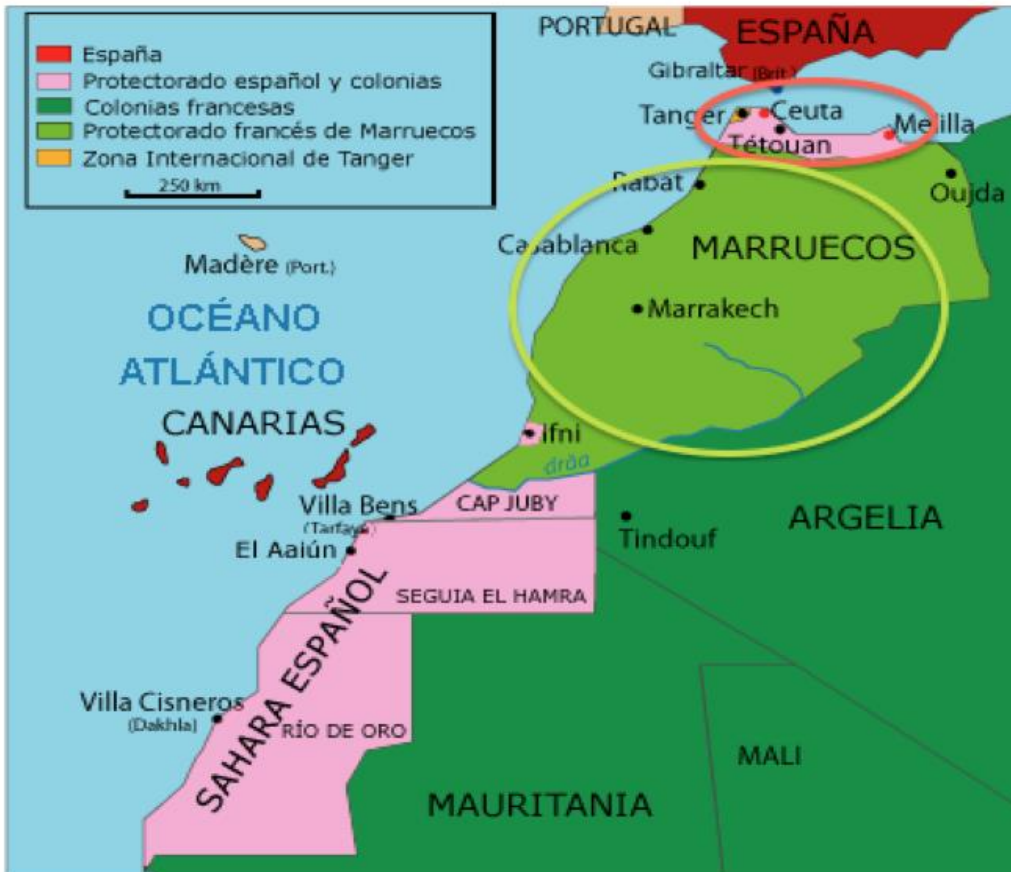 España
Protectorado español y colonias
Colonias francesas
Protectorado francés de Marruecos
Zona Internacional de Tanger
250 km
PORTUGAL
ESPAÑA
Gibraltar (Brit.)
Tanger
Ceuta
Tétouan
Melilla
Rabat
Oujda
Casablanca
MARRUECOS
Madère (Port.)
Marrakech
OCÉANO
ATLÁNTICO
CANARIAS
ifni
drâa
Villa Bens
(Tarfaya)
CAP JUBY
El Aaiún
Tindouf
ARGELIA
SEGUIA EL HAMRA
SAHARA ESPAÑOL
Villa Cisneros
(Dakhla)
RÍO DE ORO
MALI
MAURITANIA